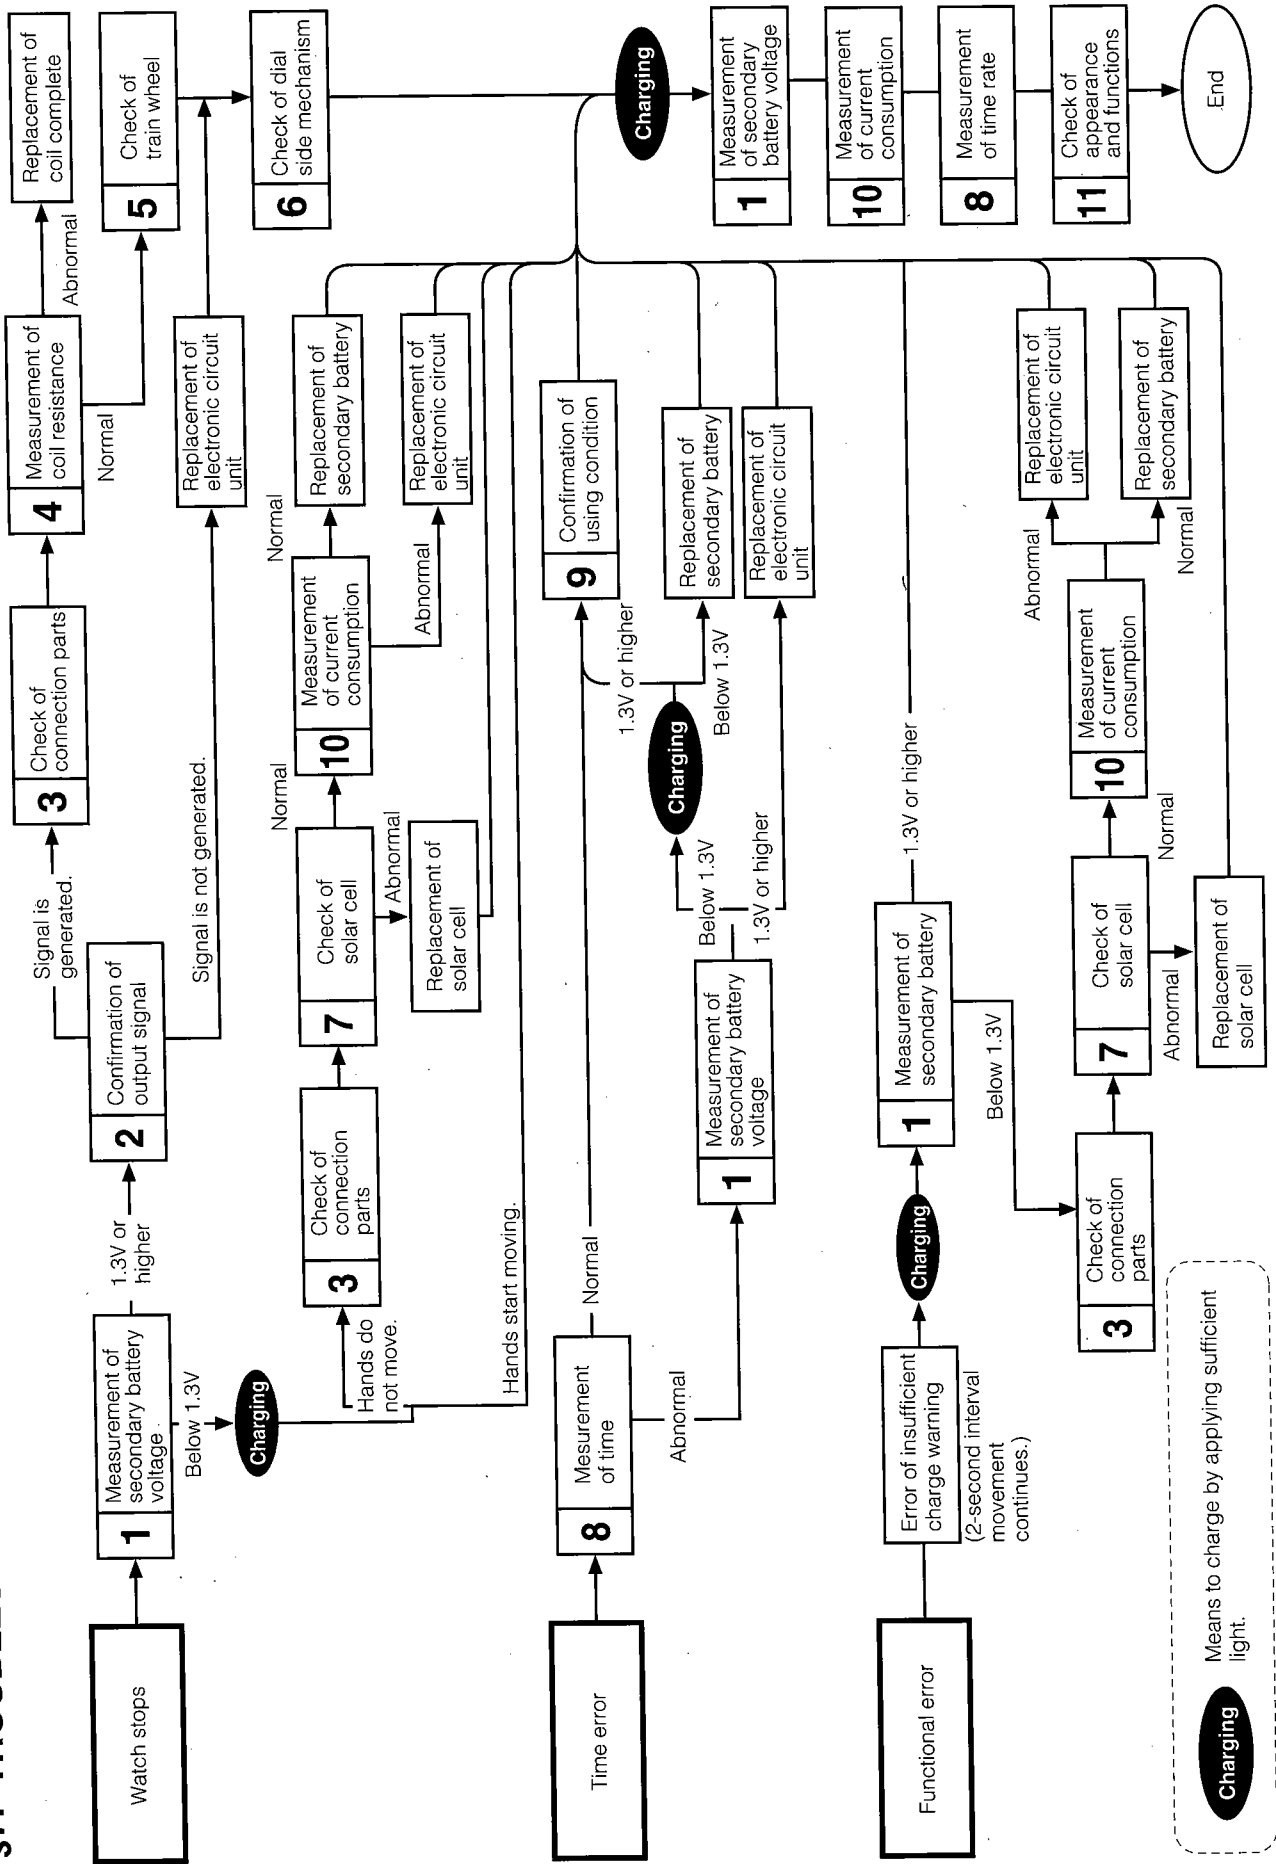 Watch stops
1
Measurement of
secondary battery
voltage
1.3V or
higher
Below 1.3V
Charging
2
Confirmation of
output signal
Signal is
generated.
Signal is not generated.
3
Check of
connection parts
4
Measurement of
coil resistance
Abnormal
Normal
Replacement of
coil complete
5
Check of
train wheel
Replacement of
electronic circuit
unit
6
Check of dial
side mechanism
Hands do
not move.
Hands start moving.
3
Check of
connection
parts
7
Check of
solar cell
Normal
Abnormal
Replacement of
solar cell
10
Measurement
of current
consumption
Normal
Abnormal
Replacement of
secondary battery
Replacement of
electronic circuit
unit
Time error
8
Mesurement
of time
Normal
Abnormal
1
Measurement of
secondary battery
voltage
Below 1.3V
1.3V or higher
Charging
1.3V or higher
Below 1.3V
9
Confirmation of
using condition
Replacement of
secondary battery
Replacement of
electronic circuit
unit
Functional error
Error of insufficient
charge warning
(2-second interval
movement
continues.)
Charging
1
Measurement of
secondary battery
1.3V or higher
Below 1.3V
3
Check of
connection
parts
7
Check of
solar cell
Normal
Abnormal
Replacement of
solar cell
10
Measurement
of current
consumption
Abnormal
Normal
Replacement of
electronic circuit
unit
Replacement of
secondary battery
Charging
1
Measurement
of secondary
battery voltage
10
Measurement
of current
consumption
8
Measurement
of time rate
11
Check of
appearance
and functions
End
Charging
Means to charge by applying sufficient
light.